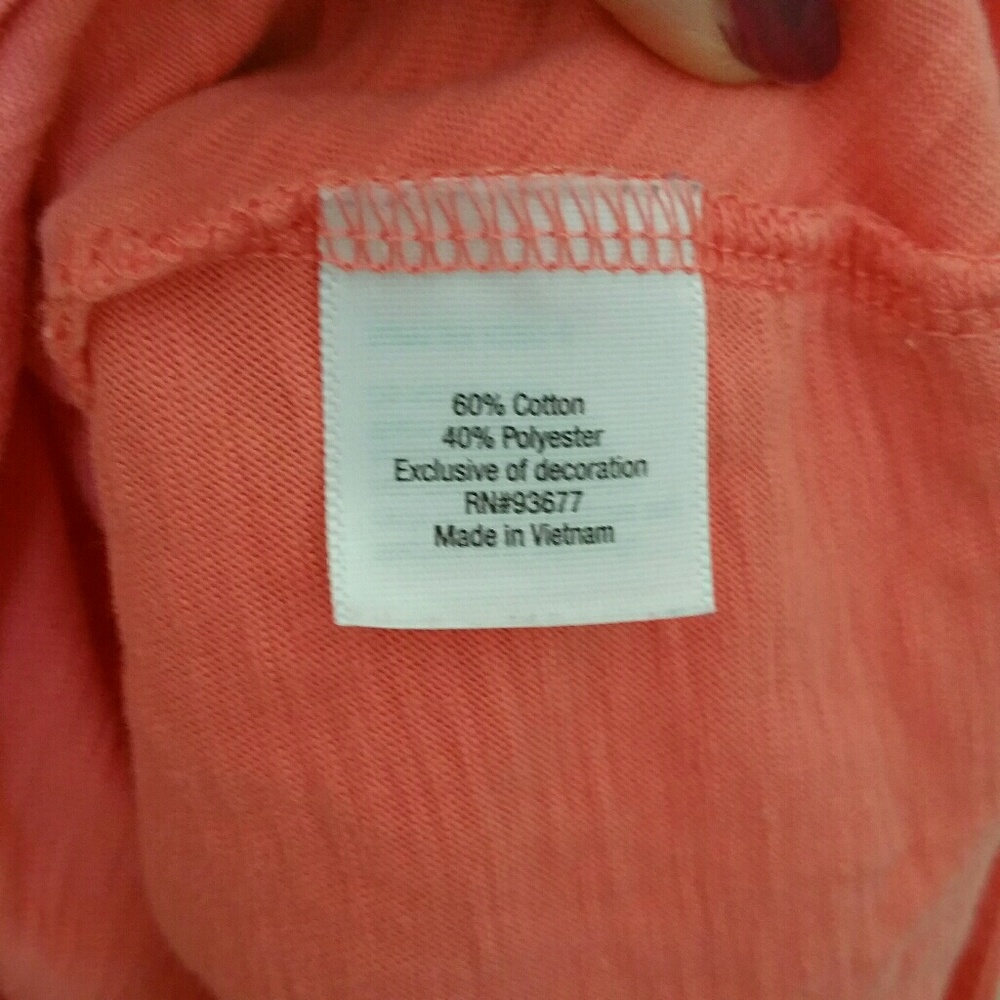 60% Cotton
40% Polyester
Exclusive of decoration
RN#93677
Made in Vietnam